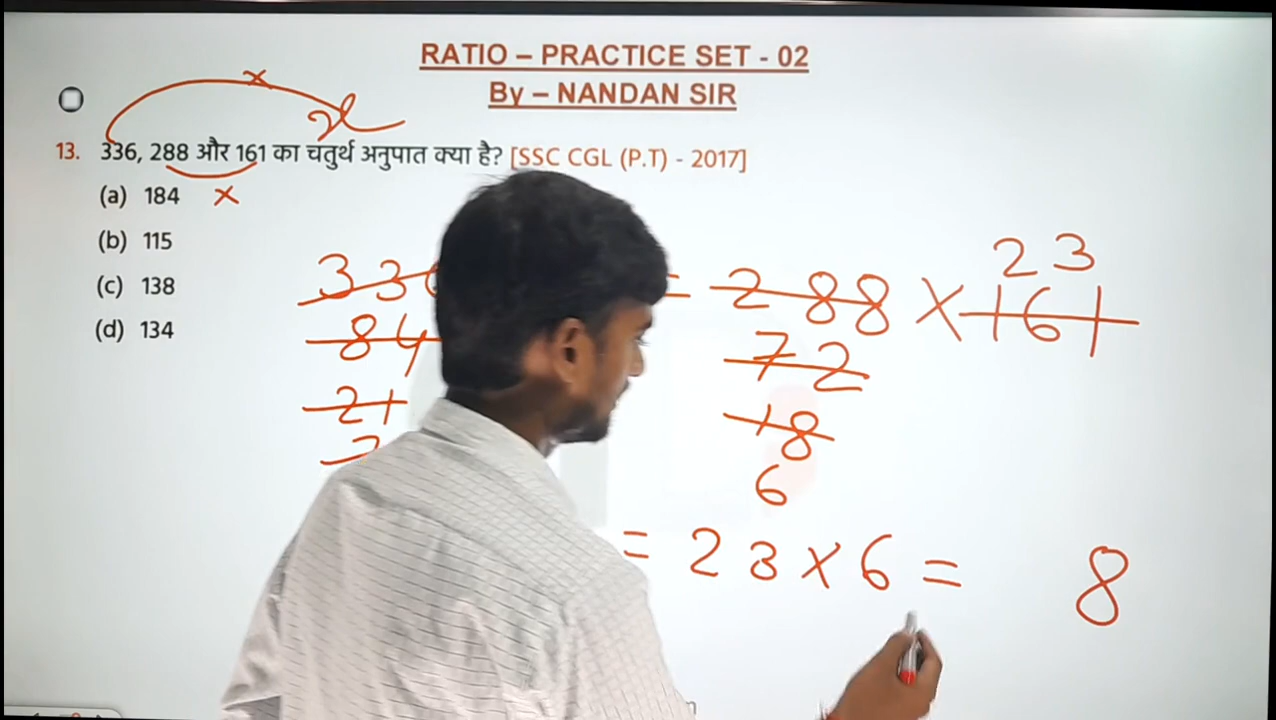 RATIO – PRACTICE SET - 02
By – NANDAN SIR
x
x
13. 336, 288 और 161 का चतुर्थ अनुपात क्या है? [SSC CGL (P.T) - 2017]
(a) 184 x
(b) 115
(c) 138
(d) 134
23
33 = 288 × 161
84 72
21 18
6
= 23 × 6 = 8